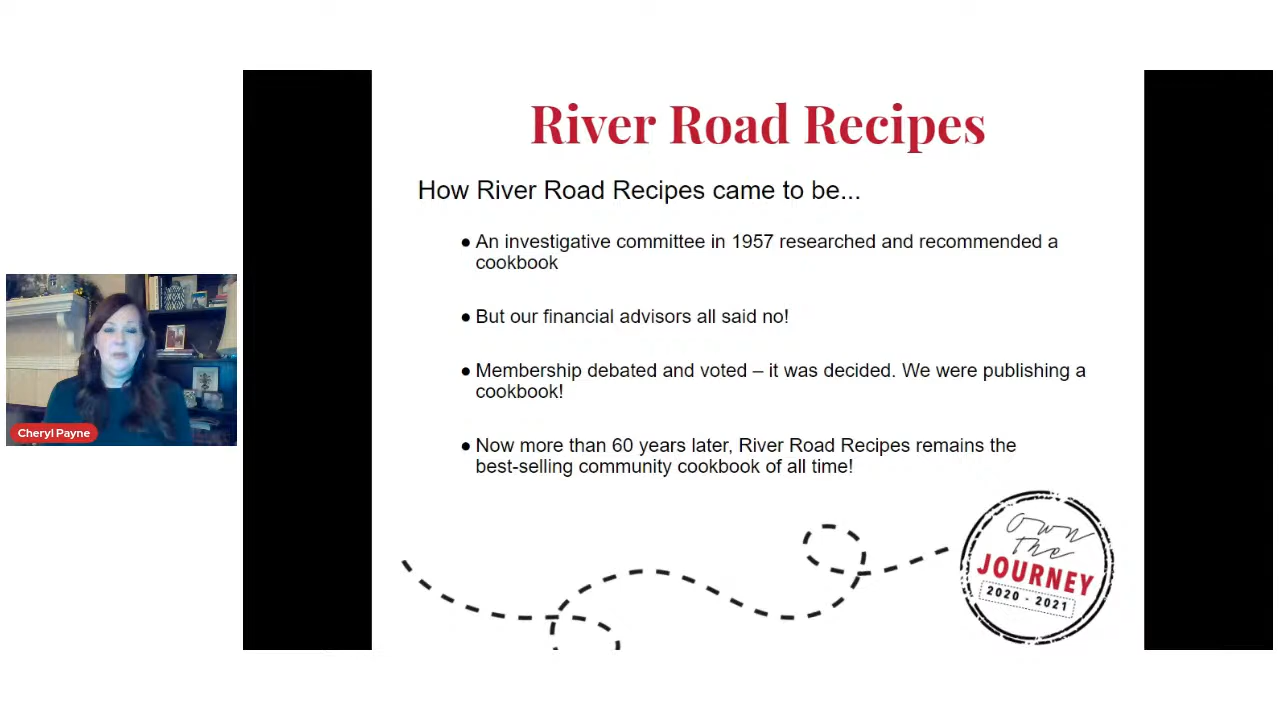 River Road Recipes
How River Road Recipes came to be...
● An investigative committee in 1957 researched and recommended a
cookbook
● But our financial advisors all said no!
● Membership debated and voted – it was decided. We were publishing a
cookbook!
● Now more than 60 years later, River Road Recipes remains the
best-selling community cookbook of all time!
Cheryl Payne
Own
the
JOURNEY
2020 - 2021